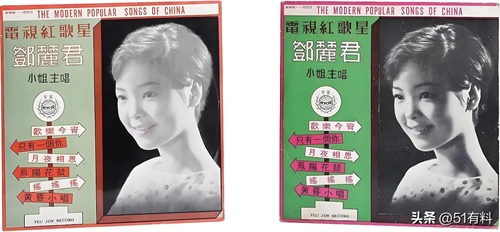 THE MODERN POPULAR SONGS OF CHINA
電視紅歌星
鄧麗君
小姐主唱
歡樂今宵
只有一個你
月夜相思
鳳陽花鼓
搖搖搖
黃昏小唱
YEU JOW RECORD
THE MODERN POPULAR SONGS OF CHINA
電視紅歌星
鄧麗君
小姐主唱
歡樂今宵
只有一個你
月夜相思
鳳陽花鼓
搖搖搖
黃昏小唱
YEU JOW RECORD
头条 @51有料